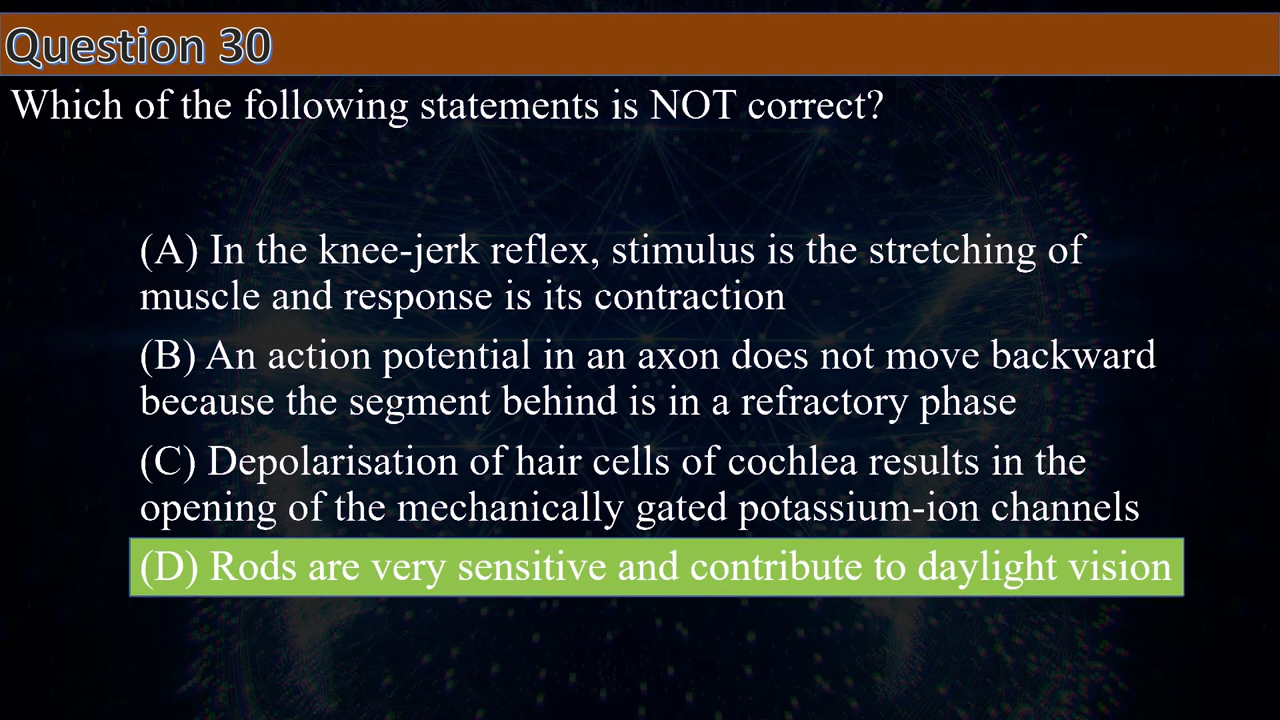 Question 30
Which of the following statements is NOT correct?
(A) In the knee-jerk reflex, stimulus is the stretching of
muscle and response is its contraction
(B) An action potential in an axon does not move backward
because the segment behind is in a refractory phase
(C) Depolarisation of hair cells of cochlea results in the
opening of the mechanically gated potassium-ion channels
(D) Rods are very sensitive and contribute to daylight vision